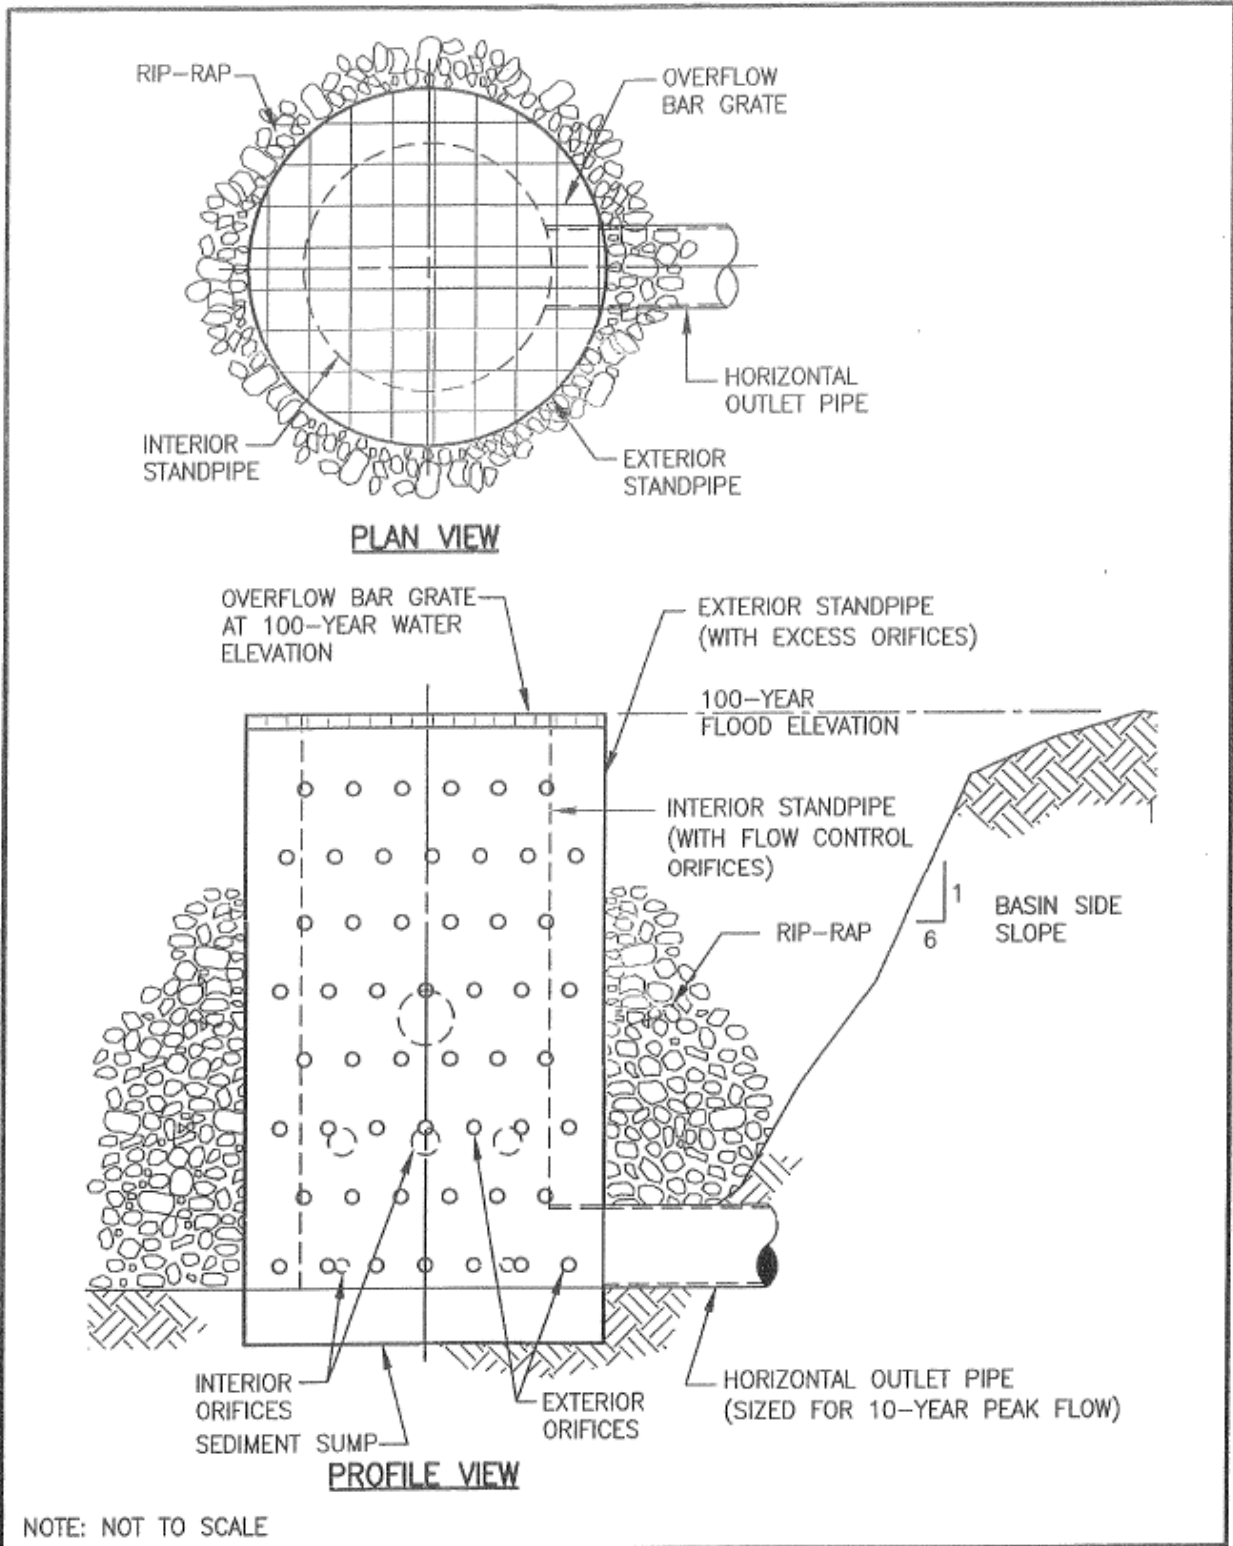 RIP-RAP
OVERFLOW
BAR GRATE
HORIZONTAL
OUTLET PIPE
INTERIOR
STANDPIPE
EXTERIOR
STANDPIPE
PLAN VIEW
OVERFLOW BAR GRATE
AT 100-YEAR WATER
ELEVATION
EXTERIOR STANDPIPE
(WITH EXCESS ORIFICES)
100-YEAR
FLOOD ELEVATION
INTERIOR STANDPIPE
(WITH FLOW CONTROL
ORIFICES)
1
6
BASIN SIDE
SLOPE
RIP-RAP
INTERIOR
ORIFICES
SEDIMENT SUMP
EXTERIOR
ORIFICES
HORIZONTAL OUTLET PIPE
(SIZED FOR 10-YEAR PEAK FLOW)
PROFILE VIEW
NOTE: NOT TO SCALE